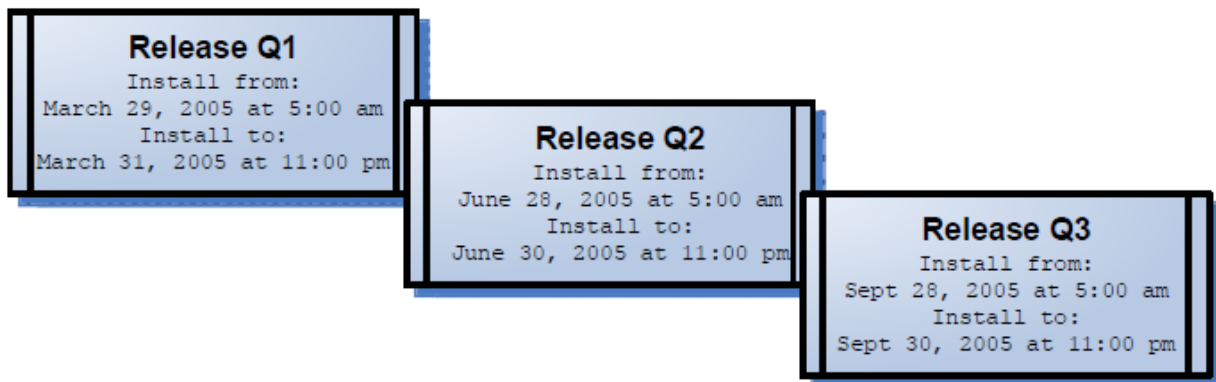 Release Q1
Install from:
March 29, 2005 at 5:00 am
Install to:
March 31, 2005 at 11:00 pm
Release Q2
Install from:
June 28, 2005 at 5:00 am
Install to:
June 30, 2005 at 11:00 pm
Release Q3
Install from:
Sept 28, 2005 at 5:00 am
Install to:
Sept 30, 2005 at 11:00 pm